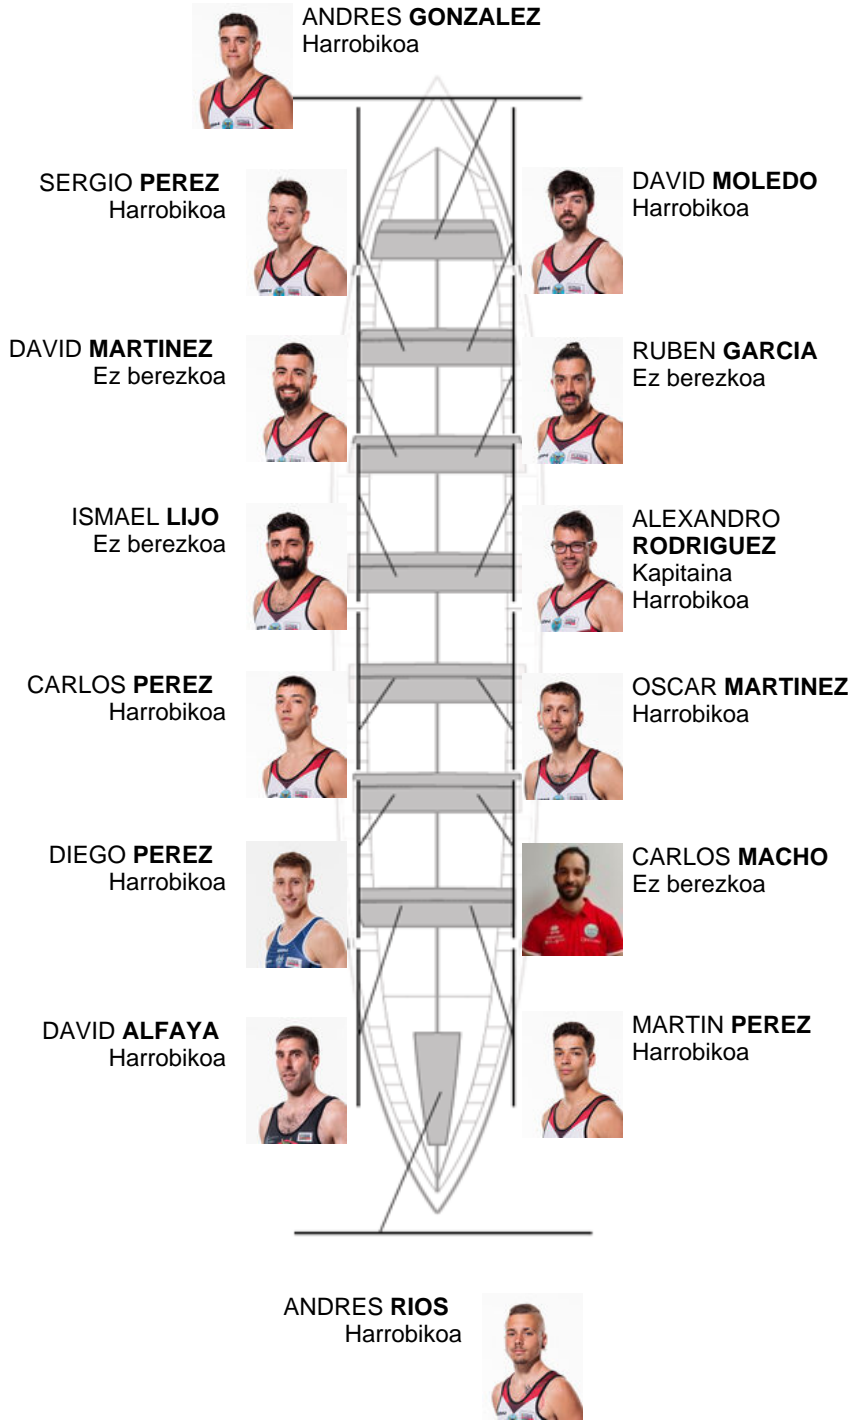 ANDRES GONZALEZ
Harrobikoa
SERGIO PEREZ
Harrobikoa
DAVID MOLEDO
Harrobikoa
DAVID MARTINEZ
Ez berezkoa
RUBEN GARCIA
Ez berezkoa
ISMAEL LIJO
Ez berezkoa
ALEXANDRO
RODRIGUEZ
Kapitaina
Harrobikoa
CARLOS PEREZ
Harrobikoa
OSCAR MARTINEZ
Harrobikoa
DIEGO PEREZ
Harrobikoa
CARLOS MACHO
Ez berezkoa
DAVID ALFAYA
Harrobikoa
MARTIN PEREZ
Harrobikoa
ANDRES RIOS
Harrobikoa